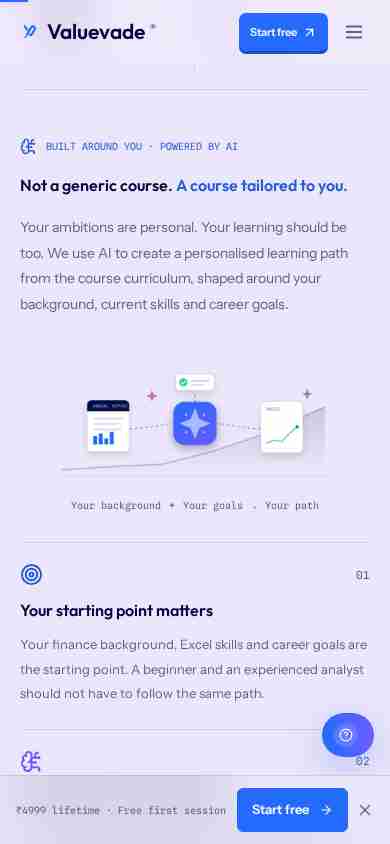 Valuevade
Start free
BUILT AROUND YOU · POWERED BY AI
Not a generic course. A course tailored to you.
Your ambitions are personal. Your learning should be
too. We use AI to create a personalised learning path
from the course curriculum, shaped around your
background, current skills and career goals.
Your background + Your goals → Your path
01
Your starting point matters
Your finance background, Excel skills and career goals are
the starting point. A beginner and an experienced analyst
should not have to follow the same path.
02
₹4999 lifetime · Free first session
Start free